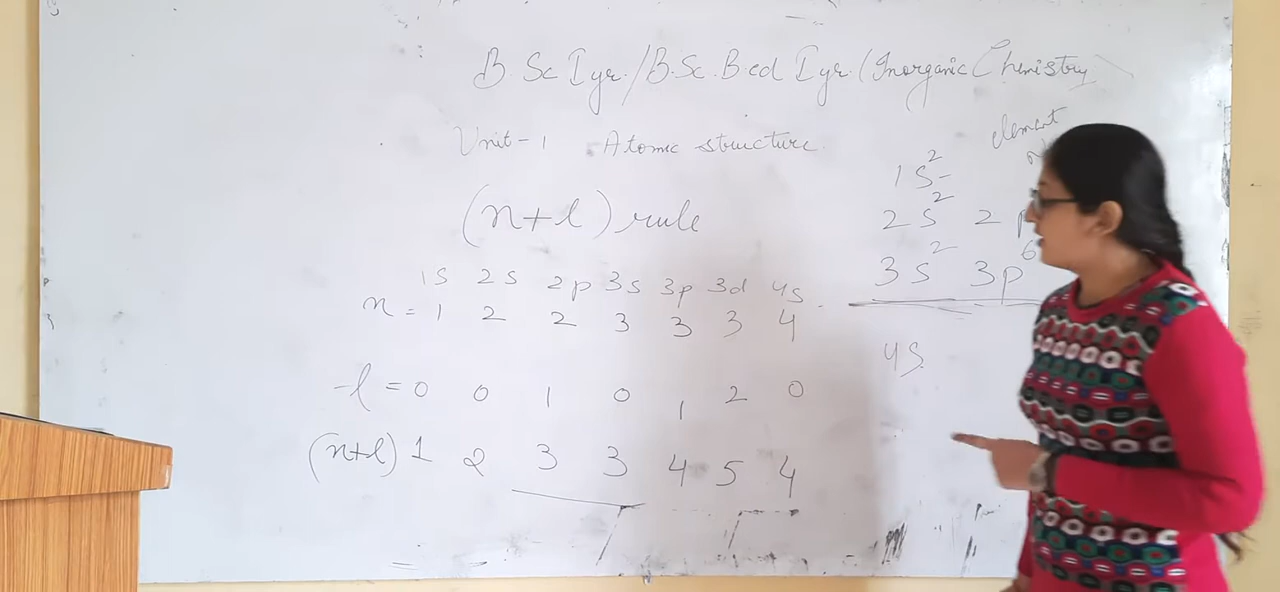 B.Sc I yr. / B.Sc. B ed I yr. (Inorganic Chemistry)
Unit-1 Atomic structure.
(n+l) rule
1s 2s 2p 3s 3p 3d 4s
n = 1 2 2 3 3 3 4
l = 0 0 1 0 1 2 0
(n+l) 1 2 3 3 4 5 4
element
1s²
2s² 2p
3s² 3p⁶
4s